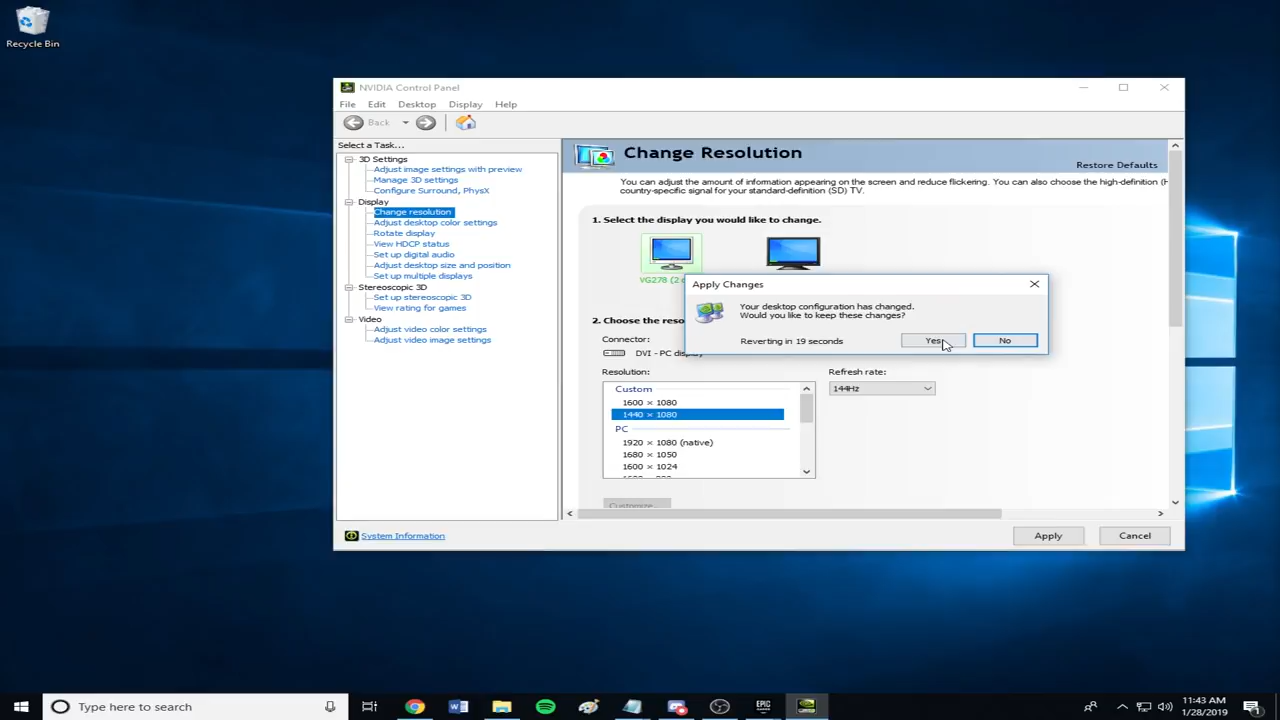 Recycle Bin
NVIDIA Control Panel
File Edit Desktop Display Help
Back
Select a Task...
3D Settings
Adjust image settings with preview
Manage 3D settings
Configure Surround, PhysX
Display
Change resolution
Adjust desktop color settings
Rotate display
View HDCP status
Set up digital audio
Adjust desktop size and position
Set up multiple displays
Stereoscopic 3D
Set up stereoscopic 3D
View rating for games
Video
Adjust video color settings
Adjust video image settings
System Information
Change Resolution
Restore Defaults
You can adjust the amount of information appearing on the screen and reduce flickering. You can also choose the high-definition (H
country-specific signal for your standard-definition (SD) TV.
1. Select the display you would like to change.
VG278 (2
Apply Changes
Your desktop configuration has changed.
Would you like to keep these changes?
Reverting in 19 seconds
Yes
No
2. Choose the
Connector:
DVI - PC
Resolution:
Custom
1600 × 1080
1440 × 1080
PC
1920 × 1080 (native)
1680 × 1050
1600 × 1024
Refresh rate:
144Hz
Customize...
Apply
Cancel
Type here to search
EPIC
11:43 AM
1/28/2019
1